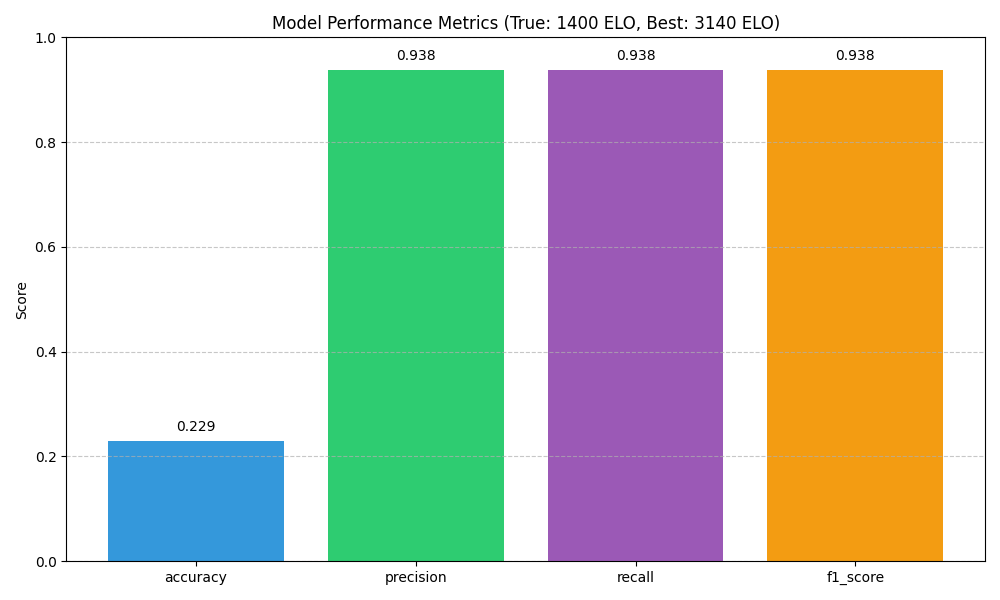 Model Performance Metrics (True: 1400 ELO, Best: 3140 ELO)
1.0
0.8
0.6
0.4
0.2
0.0
Score
0.229
0.938
0.938
0.938
accuracy
precision
recall
f1_score